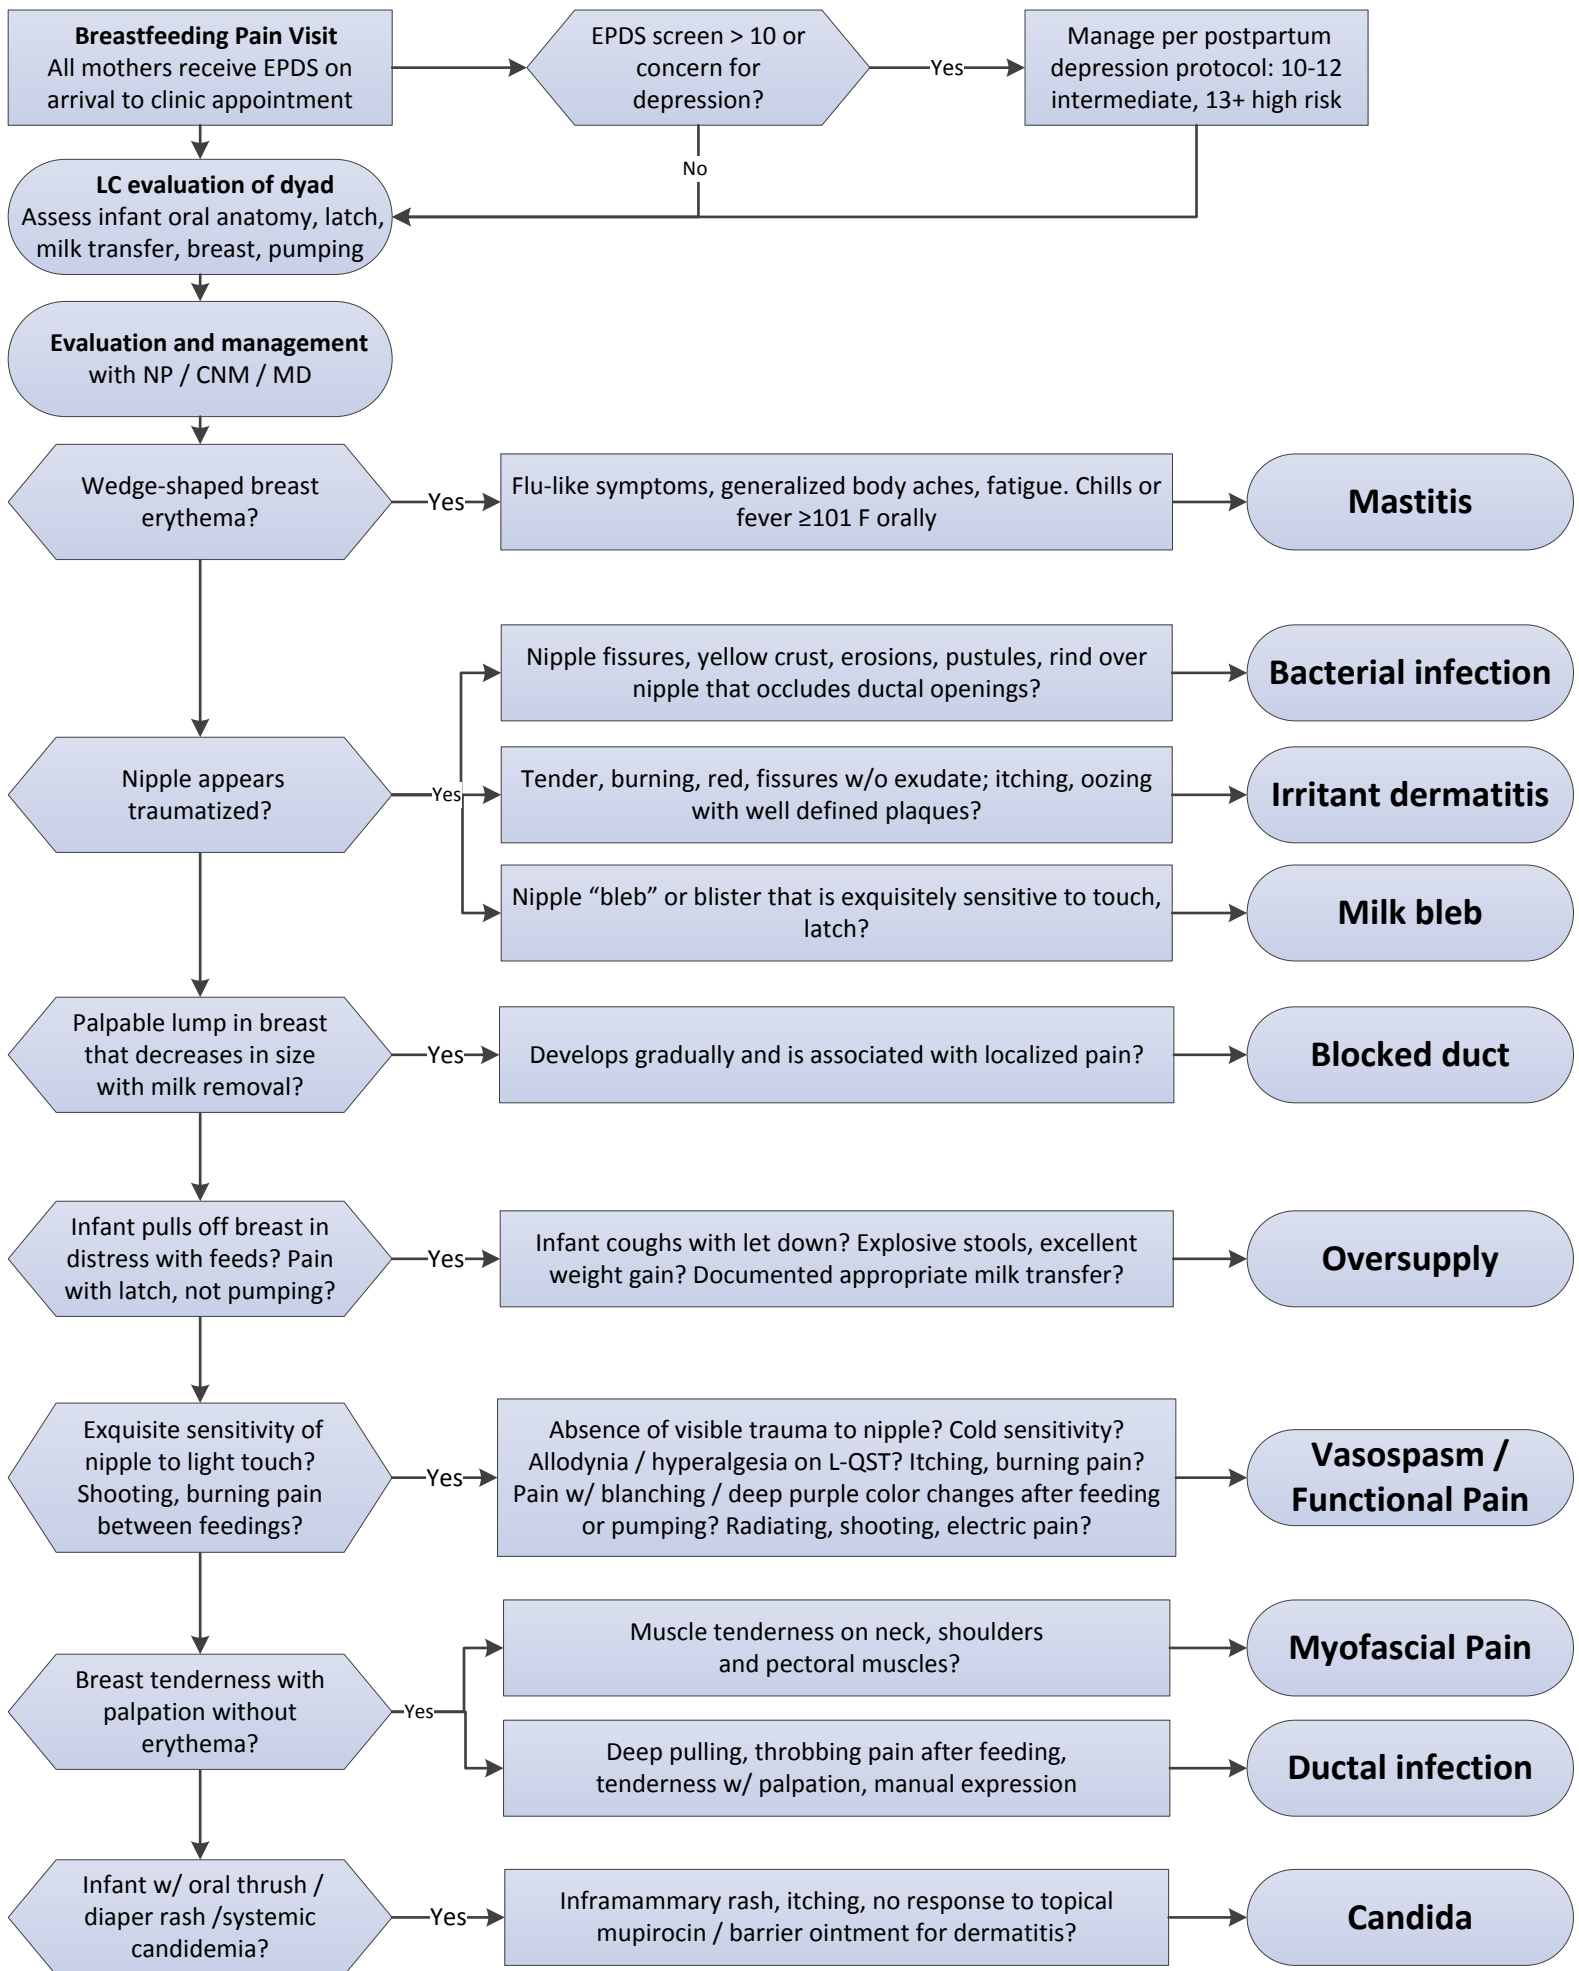 Breastfeeding Pain Visit
All mothers receive EPDS on
arrival to clinic appointment
EPDS screen > 10 or
concern for
depression?
Yes
Manage per postpartum
depression protocol: 10-12
intermediate, 13+ high risk
No
LC evaluation of dyad
Assess infant oral anatomy, latch,
milk transfer, breast, pumping
Evaluation and management
with NP / CNM / MD
Wedge-shaped breast
erythema?
Yes
Flu-like symptoms, generalized body aches, fatigue. Chills or
fever ≥101 F orally
Mastitis
Nipple appears
traumatized?
Yes
Nipple fissures, yellow crust, erosions, pustules, rind over
nipple that occludes ductal openings?
Bacterial infection
Tender, burning, red, fissures w/o exudate; itching, oozing
with well defined plaques?
Irritant dermatitis
Nipple “bleb” or blister that is exquisitely sensitive to touch,
latch?
Milk bleb
Palpable lump in breast
that decreases in size
with milk removal?
Yes
Develops gradually and is associated with localized pain?
Blocked duct
Infant pulls off breast in
distress with feeds? Pain
with latch, not pumping?
Yes
Infant coughs with let down? Explosive stools, excellent
weight gain? Documented appropriate milk transfer?
Oversupply
Exquisite sensitivity of
nipple to light touch?
Shooting, burning pain
between feedings?
Yes
Absence of visible trauma to nipple? Cold sensitivity?
Allodynia / hyperalgesia on L-QST? Itching, burning pain?
Pain w/ blanching / deep purple color changes after feeding
or pumping? Radiating, shooting, electric pain?
Vasospasm /
Functional Pain
Breast tenderness with
palpation without
erythema?
Yes
Muscle tenderness on neck, shoulders
and pectoral muscles?
Myofascial Pain
Deep pulling, throbbing pain after feeding,
tenderness w/ palpation, manual expression
Ductal infection
Infant w/ oral thrush /
diaper rash /systemic
candidemia?
Yes
Inframammary rash, itching, no response to topical
mupirocin / barrier ointment for dermatitis?
Candida